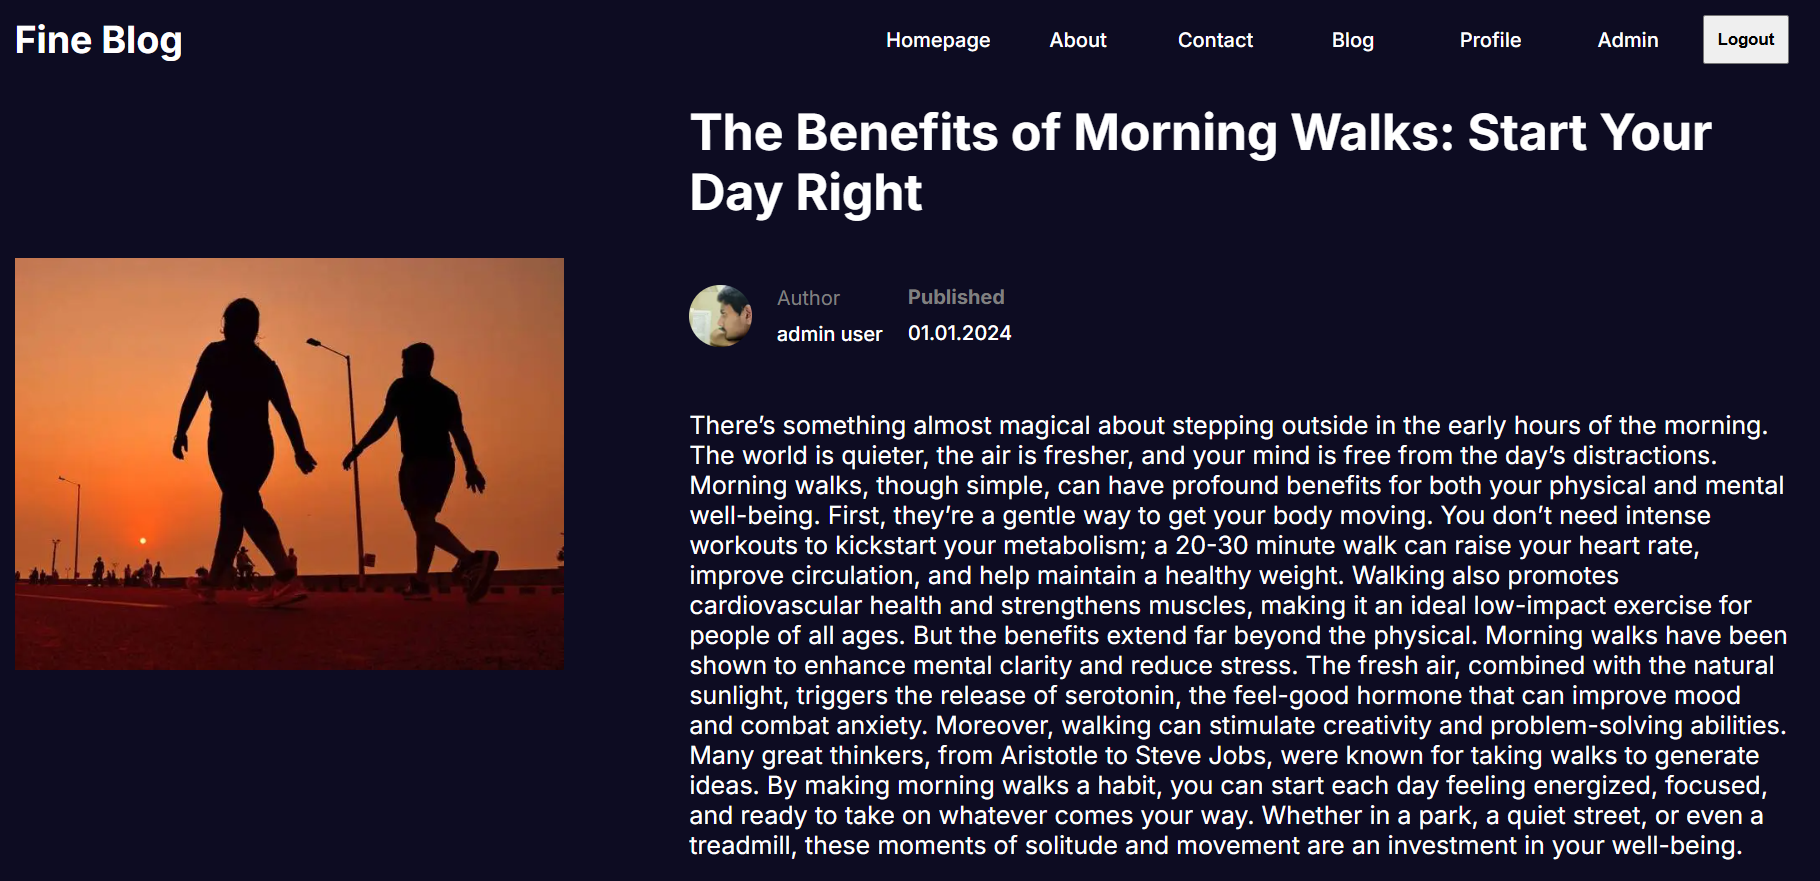 Fine Blog
Homepage About Contact Blog Profile Admin Logout
The Benefits of Morning Walks: Start Your
Day Right
Author
admin user
Published
01.01.2024
There’s something almost magical about stepping outside in the early hours of the morning.
The world is quieter, the air is fresher, and your mind is free from the day’s distractions.
Morning walks, though simple, can have profound benefits for both your physical and mental
well-being. First, they’re a gentle way to get your body moving. You don’t need intense
workouts to kickstart your metabolism; a 20-30 minute walk can raise your heart rate,
improve circulation, and help maintain a healthy weight. Walking also promotes
cardiovascular health and strengthens muscles, making it an ideal low-impact exercise for
people of all ages. But the benefits extend far beyond the physical. Morning walks have been
shown to enhance mental clarity and reduce stress. The fresh air, combined with the natural
sunlight, triggers the release of serotonin, the feel-good hormone that can improve mood
and combat anxiety. Moreover, walking can stimulate creativity and problem-solving abilities.
Many great thinkers, from Aristotle to Steve Jobs, were known for taking walks to generate
ideas. By making morning walks a habit, you can start each day feeling energized, focused,
and ready to take on whatever comes your way. Whether in a park, a quiet street, or even a
treadmill, these moments of solitude and movement are an investment in your well-being.